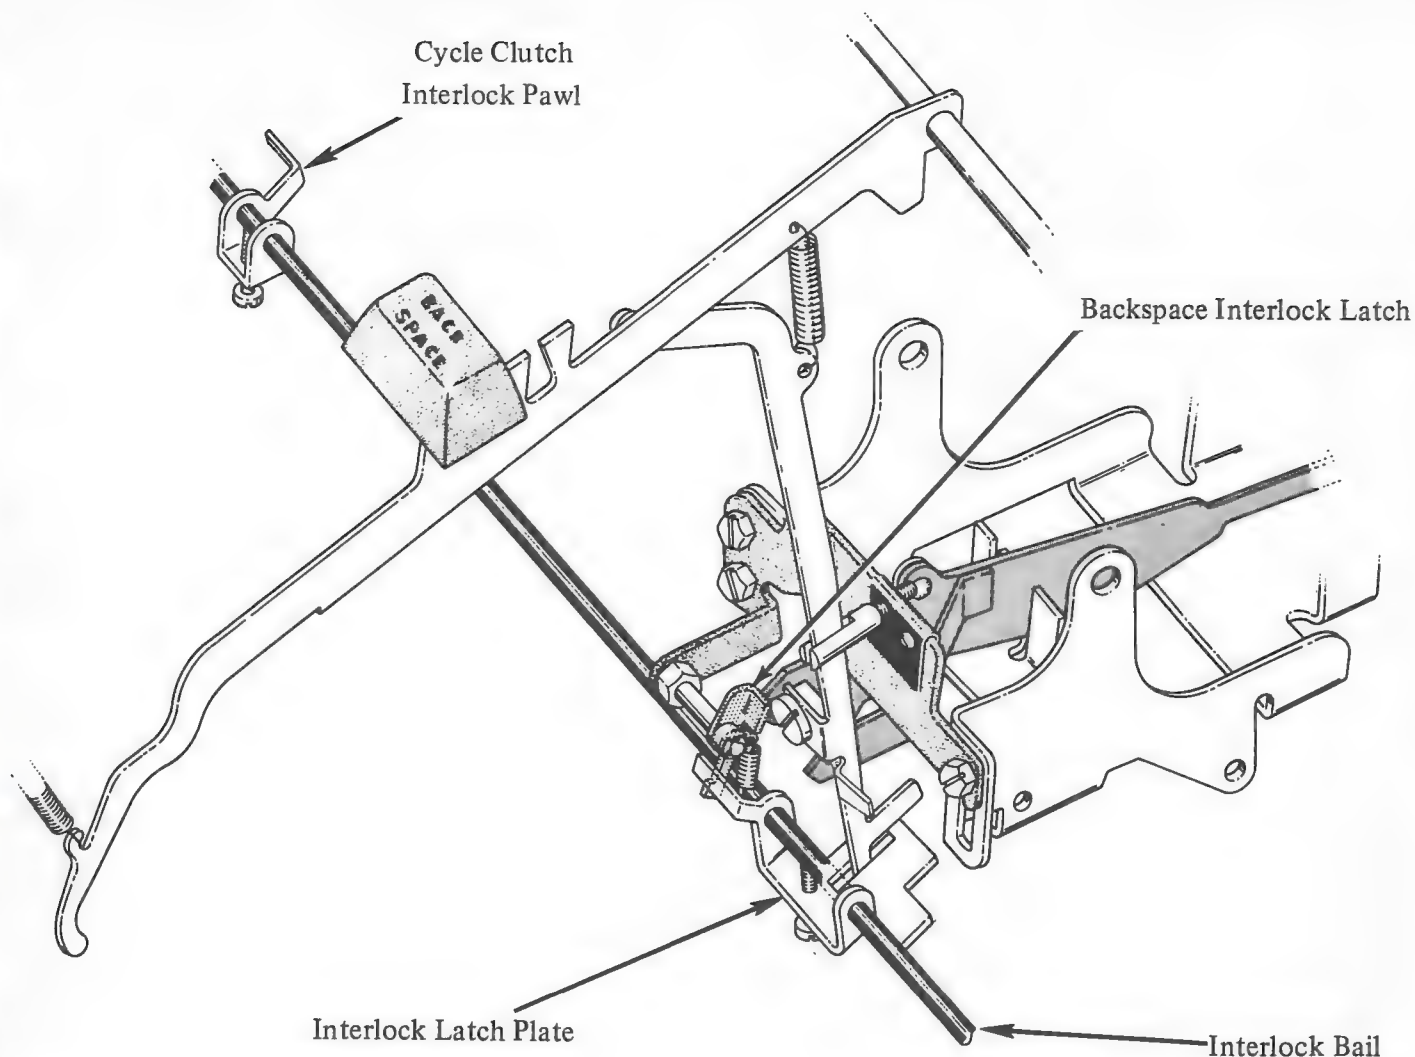 Cycle Clutch
Interlock Pawl
BACK
SPACE
Backspace Interlock Latch
Interlock Latch Plate
Interlock Bail